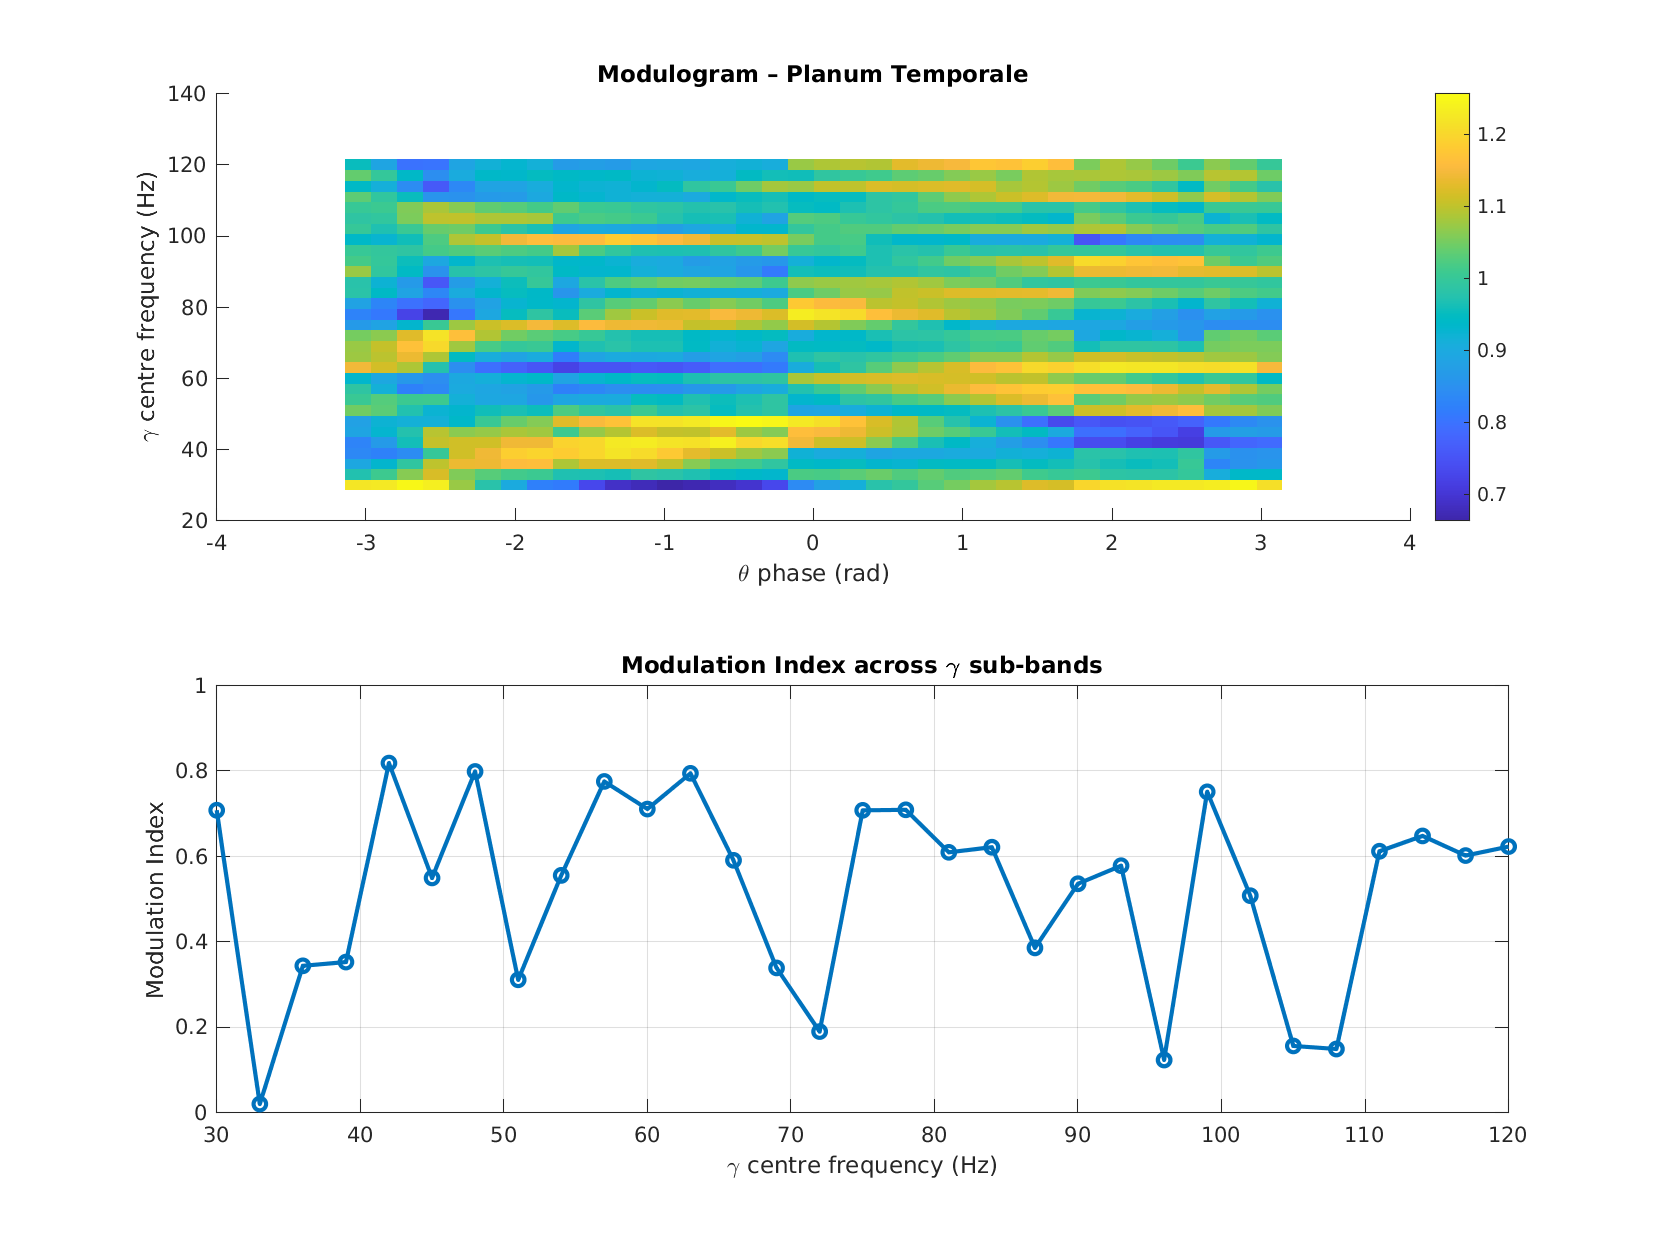 Modulogram – Planum Temporale
γ centre frequency (Hz)
140
120
100
80
60
40
20
-4 -3 -2 -1 0 1 2 3 4
θ phase (rad)
1.2
1.1
1
0.9
0.8
0.7
Modulation Index across γ sub-bands
Modulation Index
1
0.8
0.6
0.4
0.2
0
30 40 50 60 70 80 90 100 110 120
γ centre frequency (Hz)